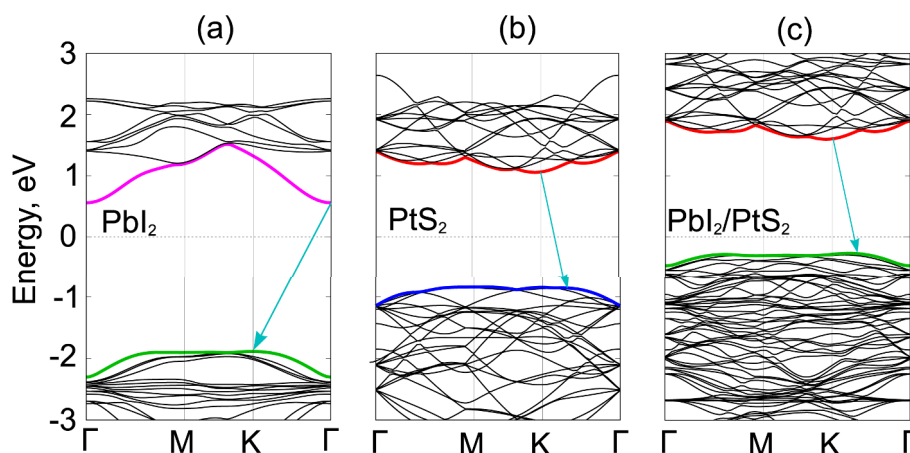 (a) (b) (c)
Energy, eV
3
2
1
0
-1
-2
-3
PbI₂
PtS₂
PbI₂/PtS₂
Γ M K Γ
Γ M K Γ
Γ M K Γ